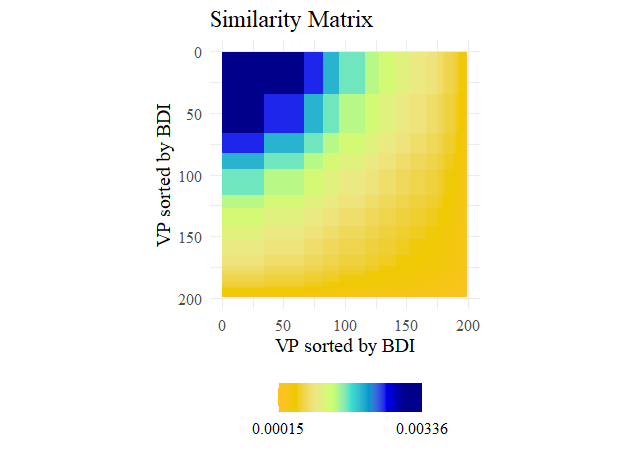 Similarity Matrix
VP sorted by BDI
0
50
100
150
200
0 50 100 150 200
VP sorted by BDI
0.00015 0.00336